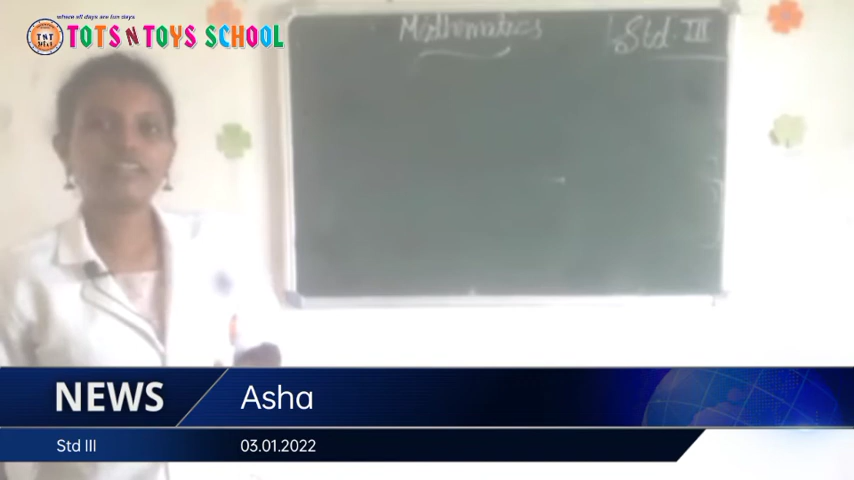 where all days are fun days
TOTS N TOYS SCHOOL
TNT
Mathematics
Std. III
NEWS
Asha
Std III
03.01.2022